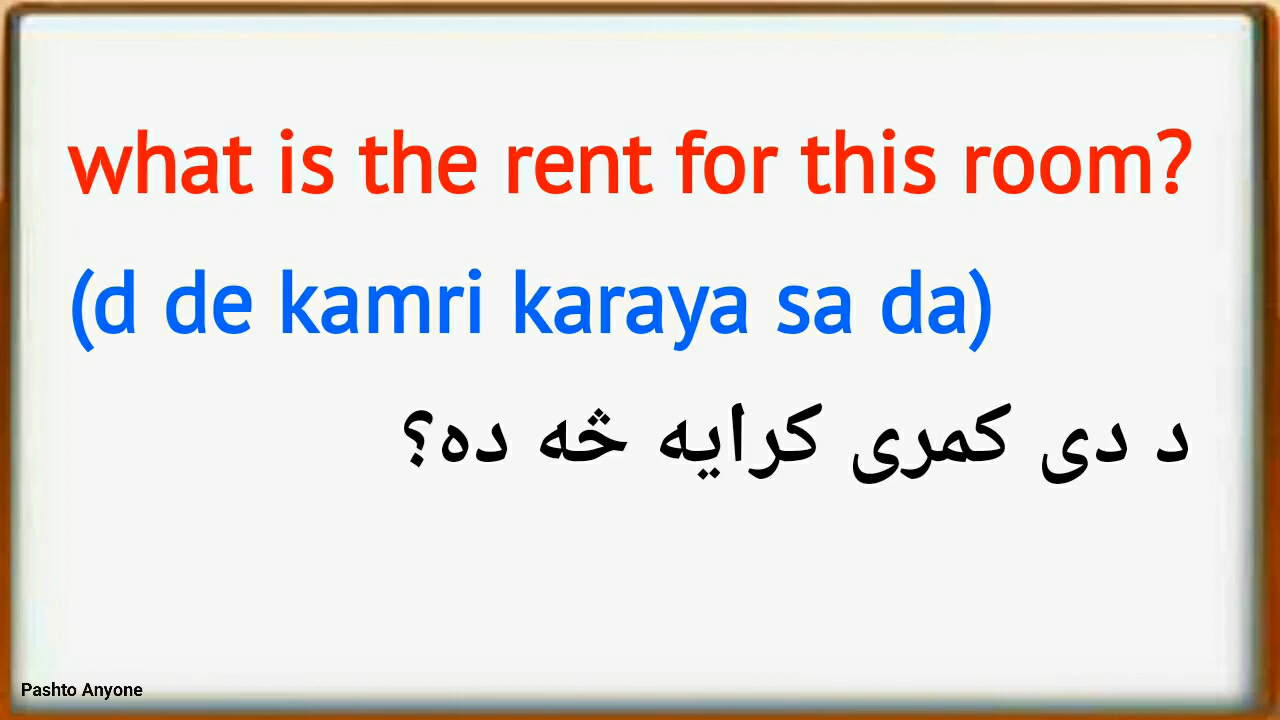 what is the rent for this room?
(d de kamri karaya sa da)
د دی کمری کرایه څه ده؟
Pashto Anyone